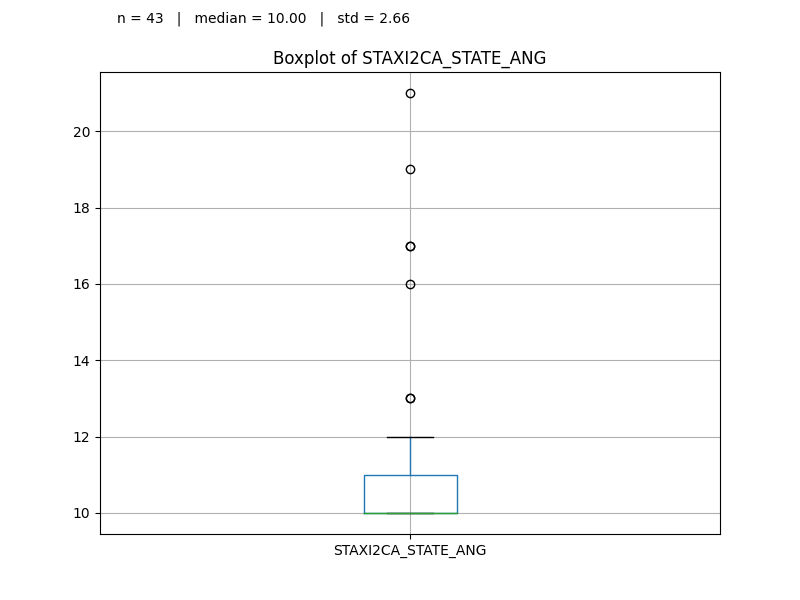 n = 43   |   median = 10.00   |   std = 2.66
Boxplot of STAXI2CA_STATE_ANG
20
18
16
14
12
10
STAXI2CA_STATE_ANG